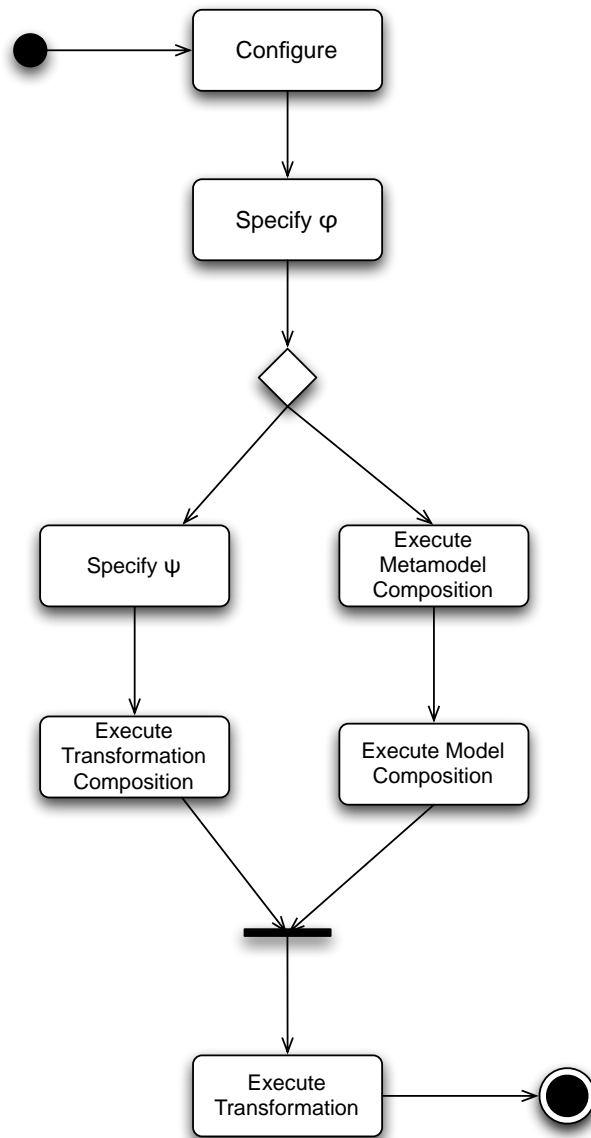 Configure
Specify φ
Specify ψ
Execute
Metamodel
Composition
Execute
Transformation
Composition
Execute Model
Composition
Execute
Transformation